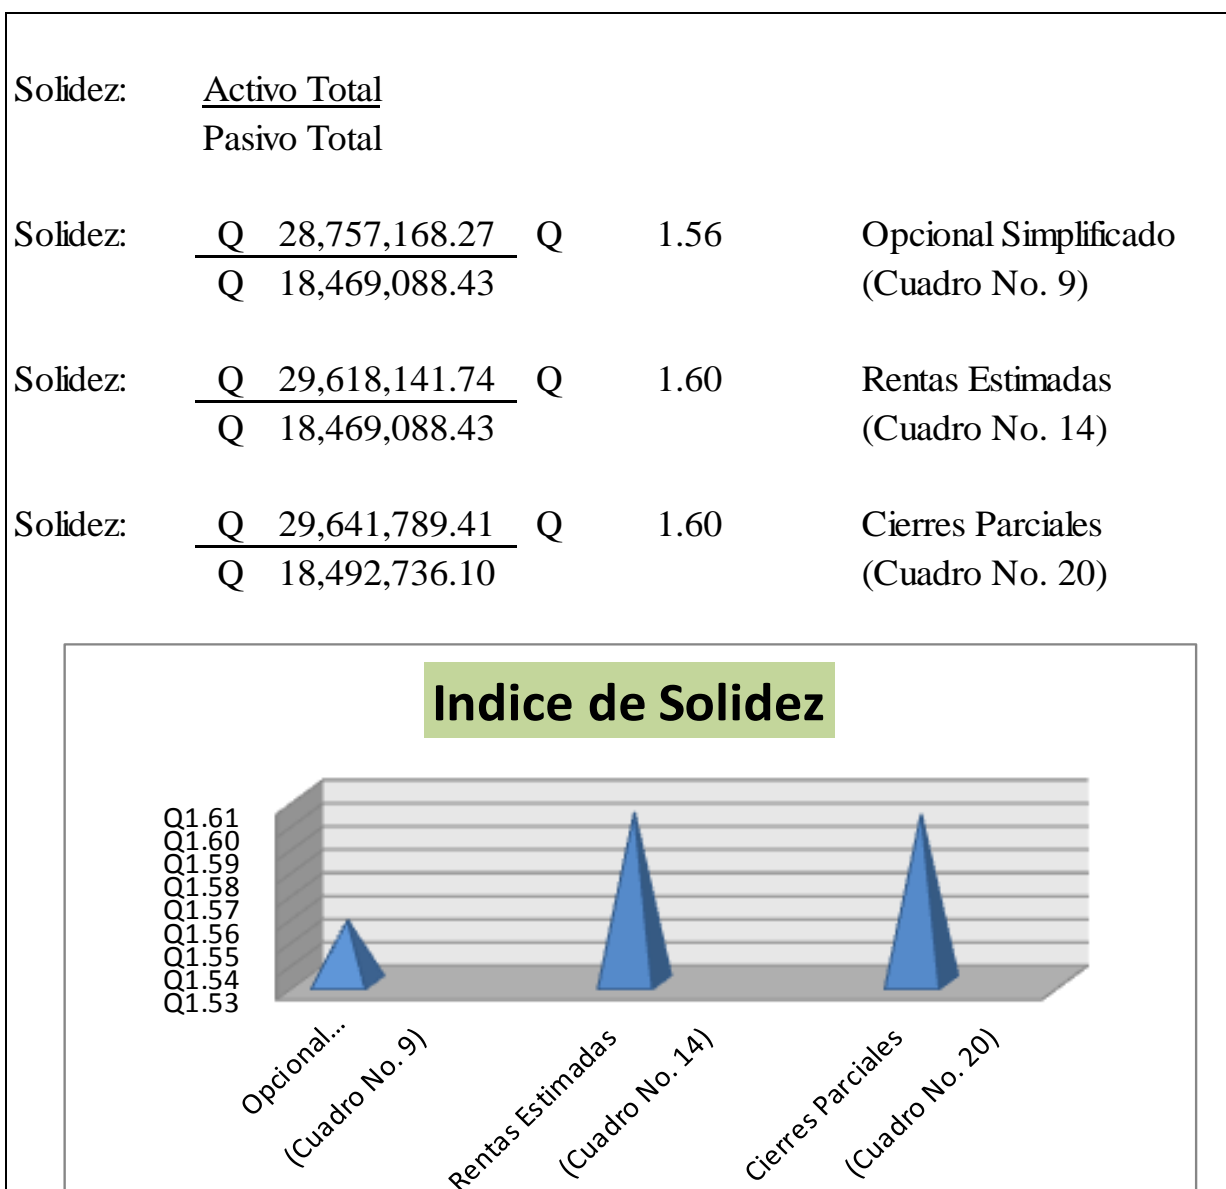 Solidez: Activo Total
Pasivo Total
Solidez: Q 28,757,168.27 Q 1.56 Opcional Simplificado
Q 18,469,088.43 (Cuadro No. 9)
Solidez: Q 29,618,141.74 Q 1.60 Rentas Estimadas
Q 18,469,088.43 (Cuadro No. 14)
Solidez: Q 29,641,789.41 Q 1.60 Cierres Parciales
Q 18,492,736.10 (Cuadro No. 20)
Indice de Solidez
Q1.61
Q1.60
Q1.59
Q1.58
Q1.57
Q1.56
Q1.55
Q1.54
Q1.53
Opcional...
(Cuadro No. 9)
Rentas Estimadas
(Cuadro No. 14)
Cierres Parciales
(Cuadro No. 20)